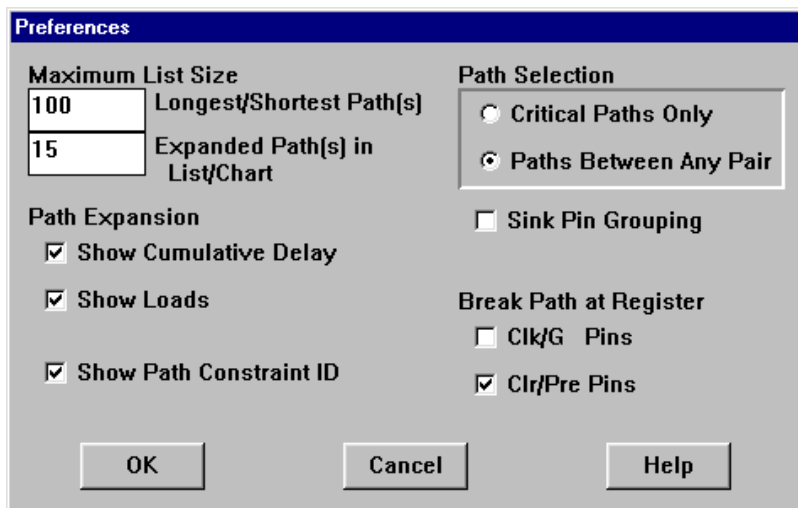 Preferences
Maximum List Size
100 Longest/Shortest Path(s)
15 Expanded Path(s) in
List/Chart
Path Expansion
Show Cumulative Delay
Show Loads
Show Path Constraint ID
Path Selection
Critical Paths Only
Paths Between Any Pair
Sink Pin Grouping
Break Path at Register
Clk/G Pins
Clr/Pre Pins
OK Cancel Help